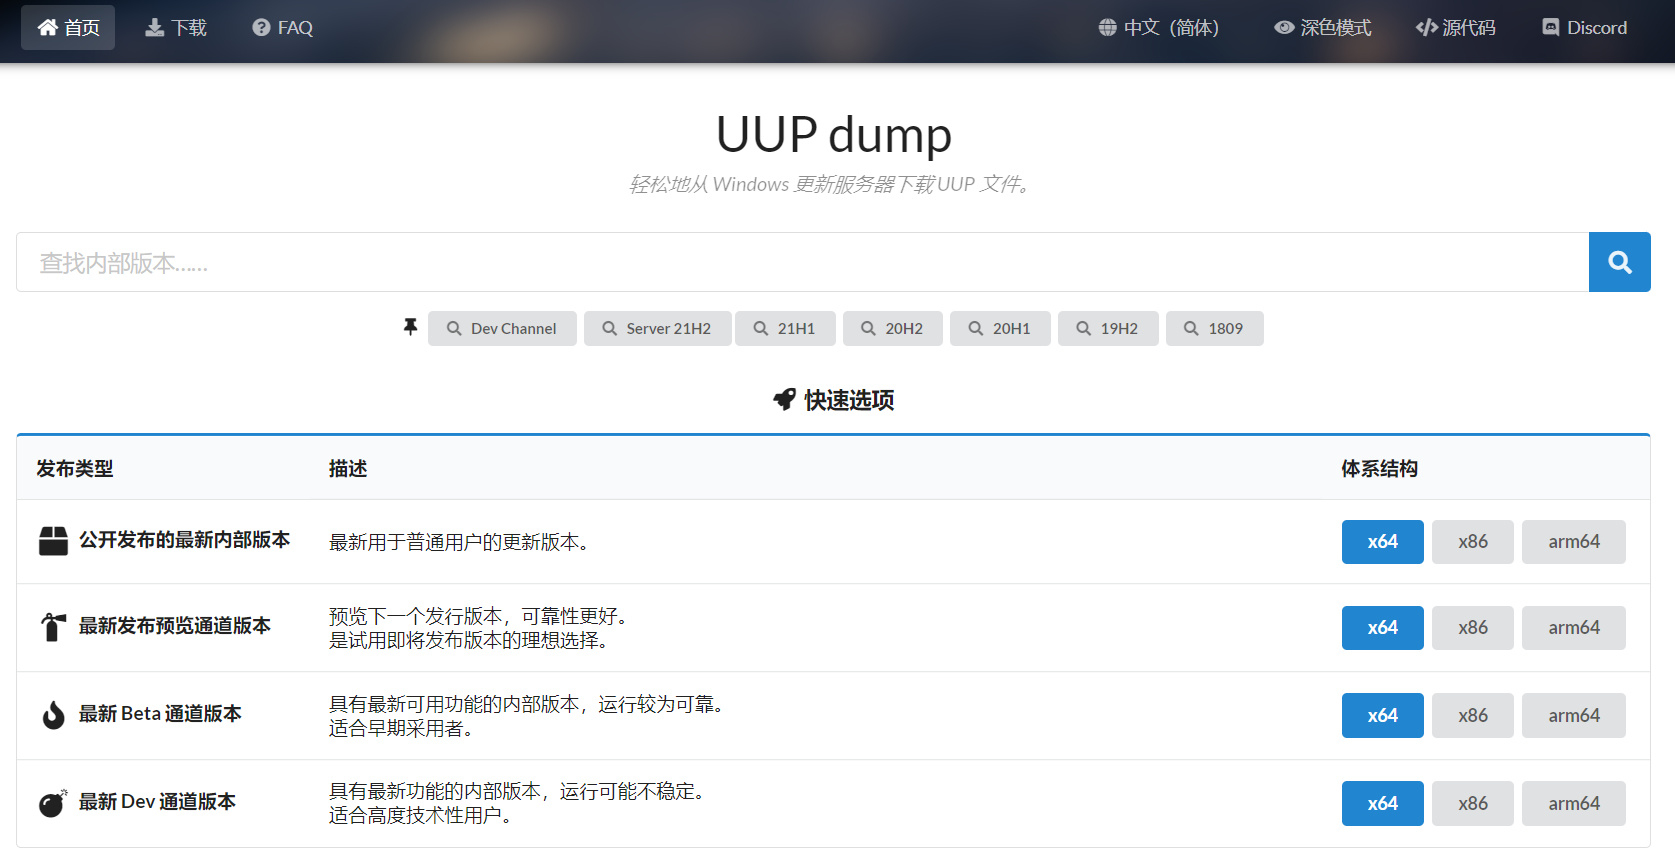 首页 下载 FAQ 中文（简体） 深色模式 源代码 Discord
UUP dump
轻松地从 Windows 更新服务器下载 UUP 文件。
查找内部版本......
Dev Channel Server 21H2 21H1 20H2 20H1 19H2 1809
快速选项
发布类型 描述 体系结构
公开发布的最新内部版本 最新用于普通用户的更新版本。 x64 x86 arm64
最新发布预览通道版本 预览下一个发行版本，可靠性更好。
是试用即将发布版本的理想选择。 x64 x86 arm64
最新 Beta 通道版本 具有最新可用功能的内部版本，运行较为可靠。
适合早期采用者。 x64 x86 arm64
最新 Dev 通道版本 具有最新功能的内部版本，运行可能不稳定。
适合高度技术性用户。 x64 x86 arm64